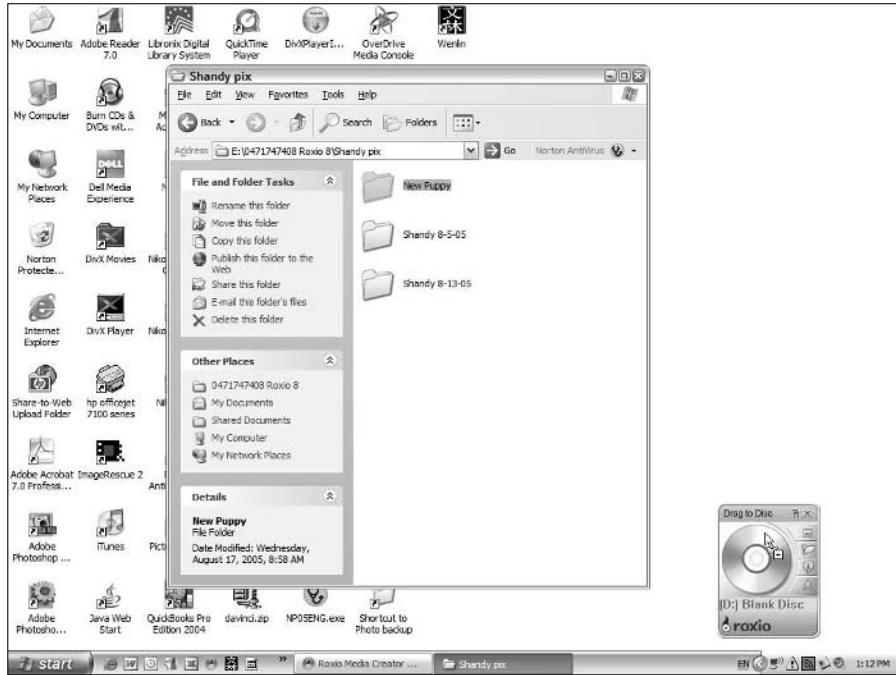 My Documents
Adobe Reader
7.0
Libronix Digital
Library System
QuickTime
Player
DivXPlayerI...
OverDrive
Media Console
Wenlin
My Computer
Burn CDs &
DVDs wit...
My Network
Places
Dell Media
Experience
Norton
Protecte...
DivX Movies
Niko
Internet
Explorer
DivX Player
Niko
Share-to-Web
Upload Folder
hp officejet
7100 series
Adobe Acrobat
7.0 Professi...
ImageRescue 2
Anti
Adobe
Photoshop ...
iTunes
Pict
Adobe
Photosho...
Java Web
Start
QuickBooks Pro
Edition 2004
davinci.zip
NP05ENG.exe
Shortcut to
Photo backup
Shandy pix
File Edit View Favorites Tools Help
Back Search Folders
Address E:\0471747408 Roxio 8\Shandy pix Go Norton AntiVirus
File and Folder Tasks
Rename this folder
Move this folder
Copy this folder
Publish this folder to the
Web
Share this folder
E-mail this folder's files
Delete this folder
Other Places
0471747408 Roxio 8
My Documents
Shared Documents
My Computer
My Network Places
Details
New Puppy
File Folder
Date Modified: Wednesday,
August 17, 2005, 8:58 AM
New Puppy
Shandy 8-5-05
Shandy 8-13-05
Drag to Disc
(D:) Blank Disc
roxio
start
Roxio Media Creator ...
Shandy pix
EN
1:12 PM